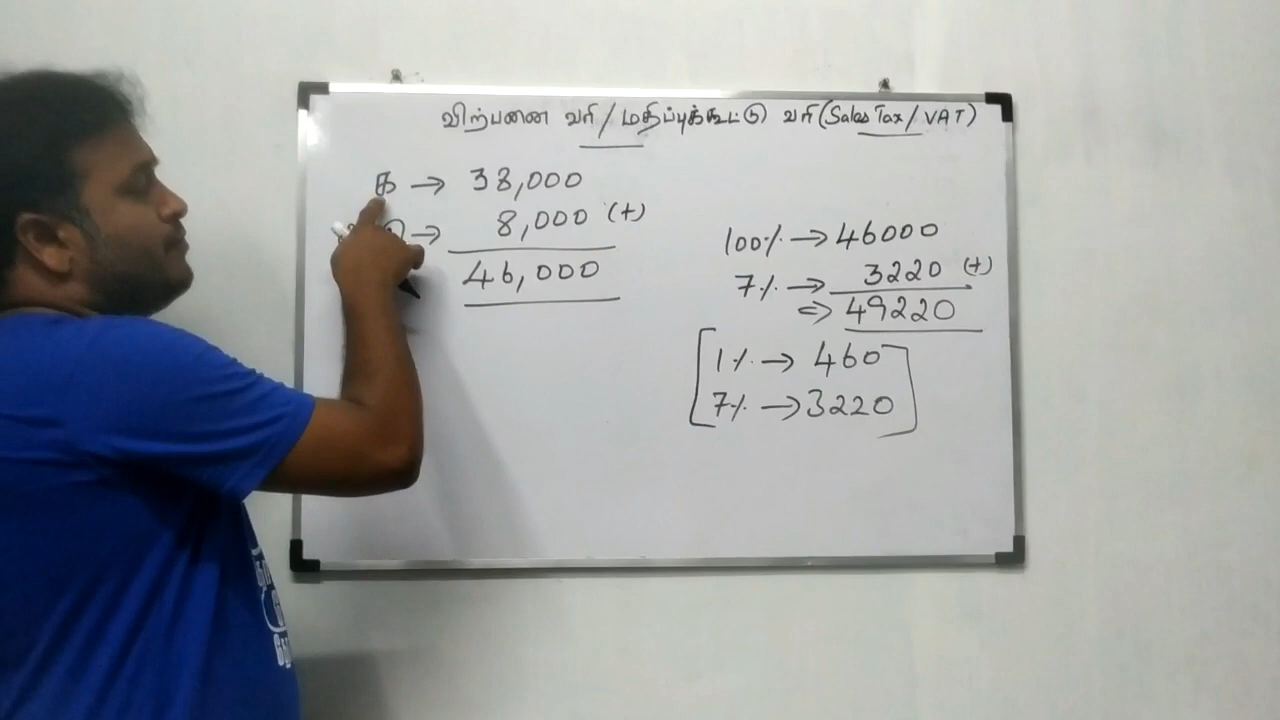 விற்பனை வரி / மதிப்புக்கூட்டு வரி (Sales Tax / VAT)
க → 38,000
→ 8,000 (+)
46,000
100% → 46000
7% → 3220 (+)
=> 49220
1% → 460
7% → 3220